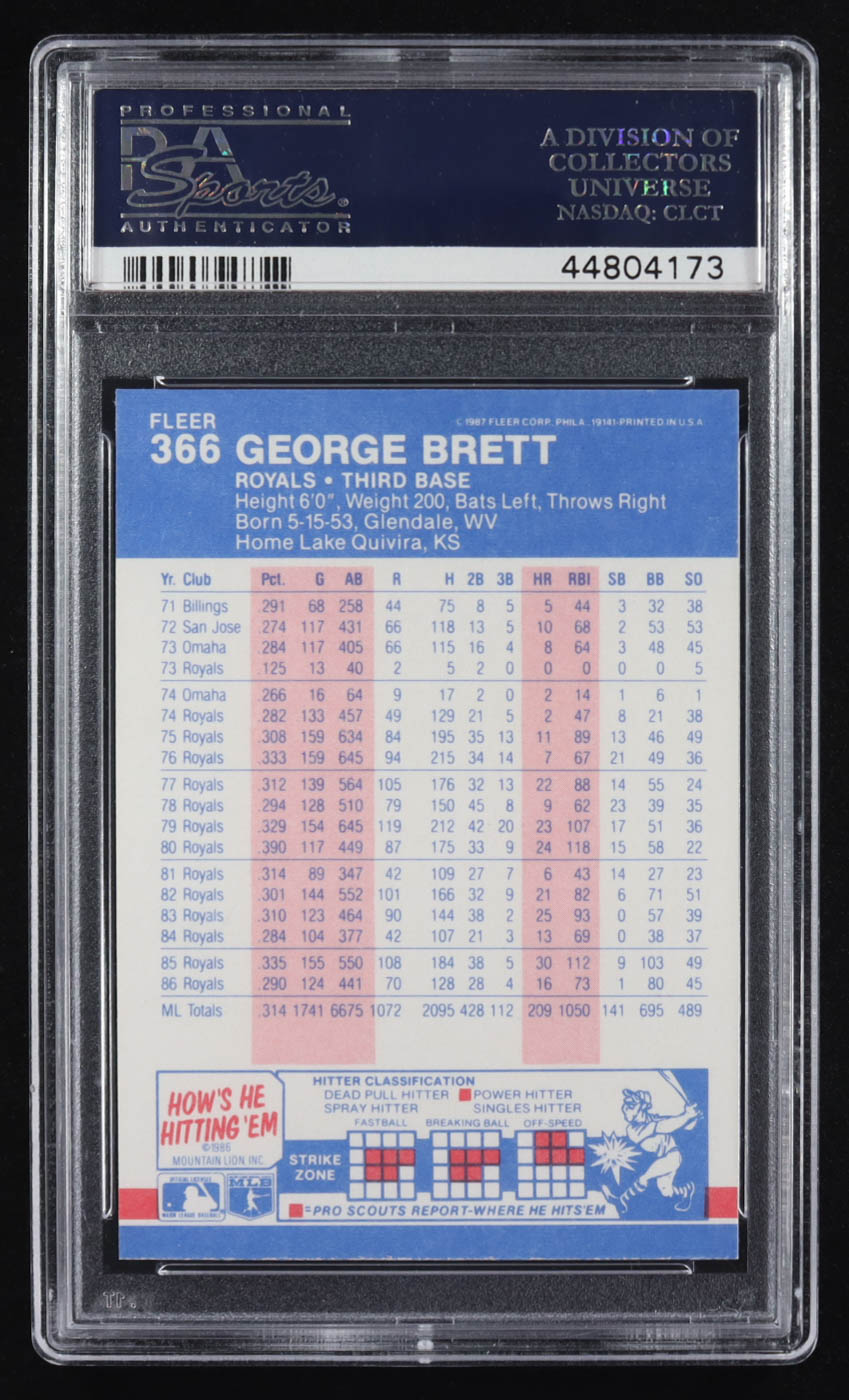 PROFESSIONAL
PSA
Sports®
AUTHENTICATOR
A DIVISION OF
COLLECTORS
UNIVERSE
NASDAQ: CLCT
44804173
FLEER
©1987 FLEER CORP. PHILA., 19141-PRINTED IN U.S.A.
366 GEORGE BRETT
ROYALS • THIRD BASE
Height 6'0", Weight 200, Bats Left, Throws Right
Born 5-15-53, Glendale, WV
Home Lake Quivira, KS
Yr. Club Pct. G AB R H 2B 3B HR RBI SB BB SO
71 Billings .291 68 258 44 75 8 5 5 44 3 32 38
72 San Jose .274 117 431 66 118 13 5 10 68 2 53 53
73 Omaha .284 117 405 66 115 16 4 8 64 3 48 45
73 Royals .125 13 40 2 5 2 0 0 0 0 0 5
74 Omaha .266 16 64 9 17 2 0 2 14 1 6 1
74 Royals .282 133 457 49 129 21 5 2 47 8 21 38
75 Royals .308 159 634 84 195 35 13 11 89 13 46 49
76 Royals .333 159 645 94 215 34 14 7 67 21 49 36
77 Royals .312 139 564 105 176 32 13 22 88 14 55 24
78 Royals .294 128 510 79 150 45 8 9 62 23 39 35
79 Royals .329 154 645 119 212 42 20 23 107 17 51 36
80 Royals .390 117 449 87 175 33 9 24 118 15 58 22
81 Royals .314 89 347 42 109 27 7 6 43 14 27 23
82 Royals .301 144 552 101 166 32 9 21 82 6 71 51
83 Royals .310 123 464 90 144 38 2 25 93 0 57 39
84 Royals .284 104 377 42 107 21 3 13 69 0 38 37
85 Royals .335 155 550 108 184 38 5 30 112 9 103 49
86 Royals .290 124 441 70 128 28 4 16 73 1 80 45
ML Totals .314 1741 6675 1072 2095 428 112 209 1050 141 695 489
HOW'S HE
HITTING 'EM
©1986
MOUNTAIN LION, INC.
HITTER CLASSIFICATION
DEAD PULL HITTER POWER HITTER
SPRAY HITTER SINGLES HITTER
FASTBALL BREAKING BALL OFF-SPEED
STRIKE
ZONE
=PRO SCOUTS REPORT-WHERE HE HITS'EM
OFFICIAL LICENSEE
MAJOR LEAGUE BASEBALL
MLB